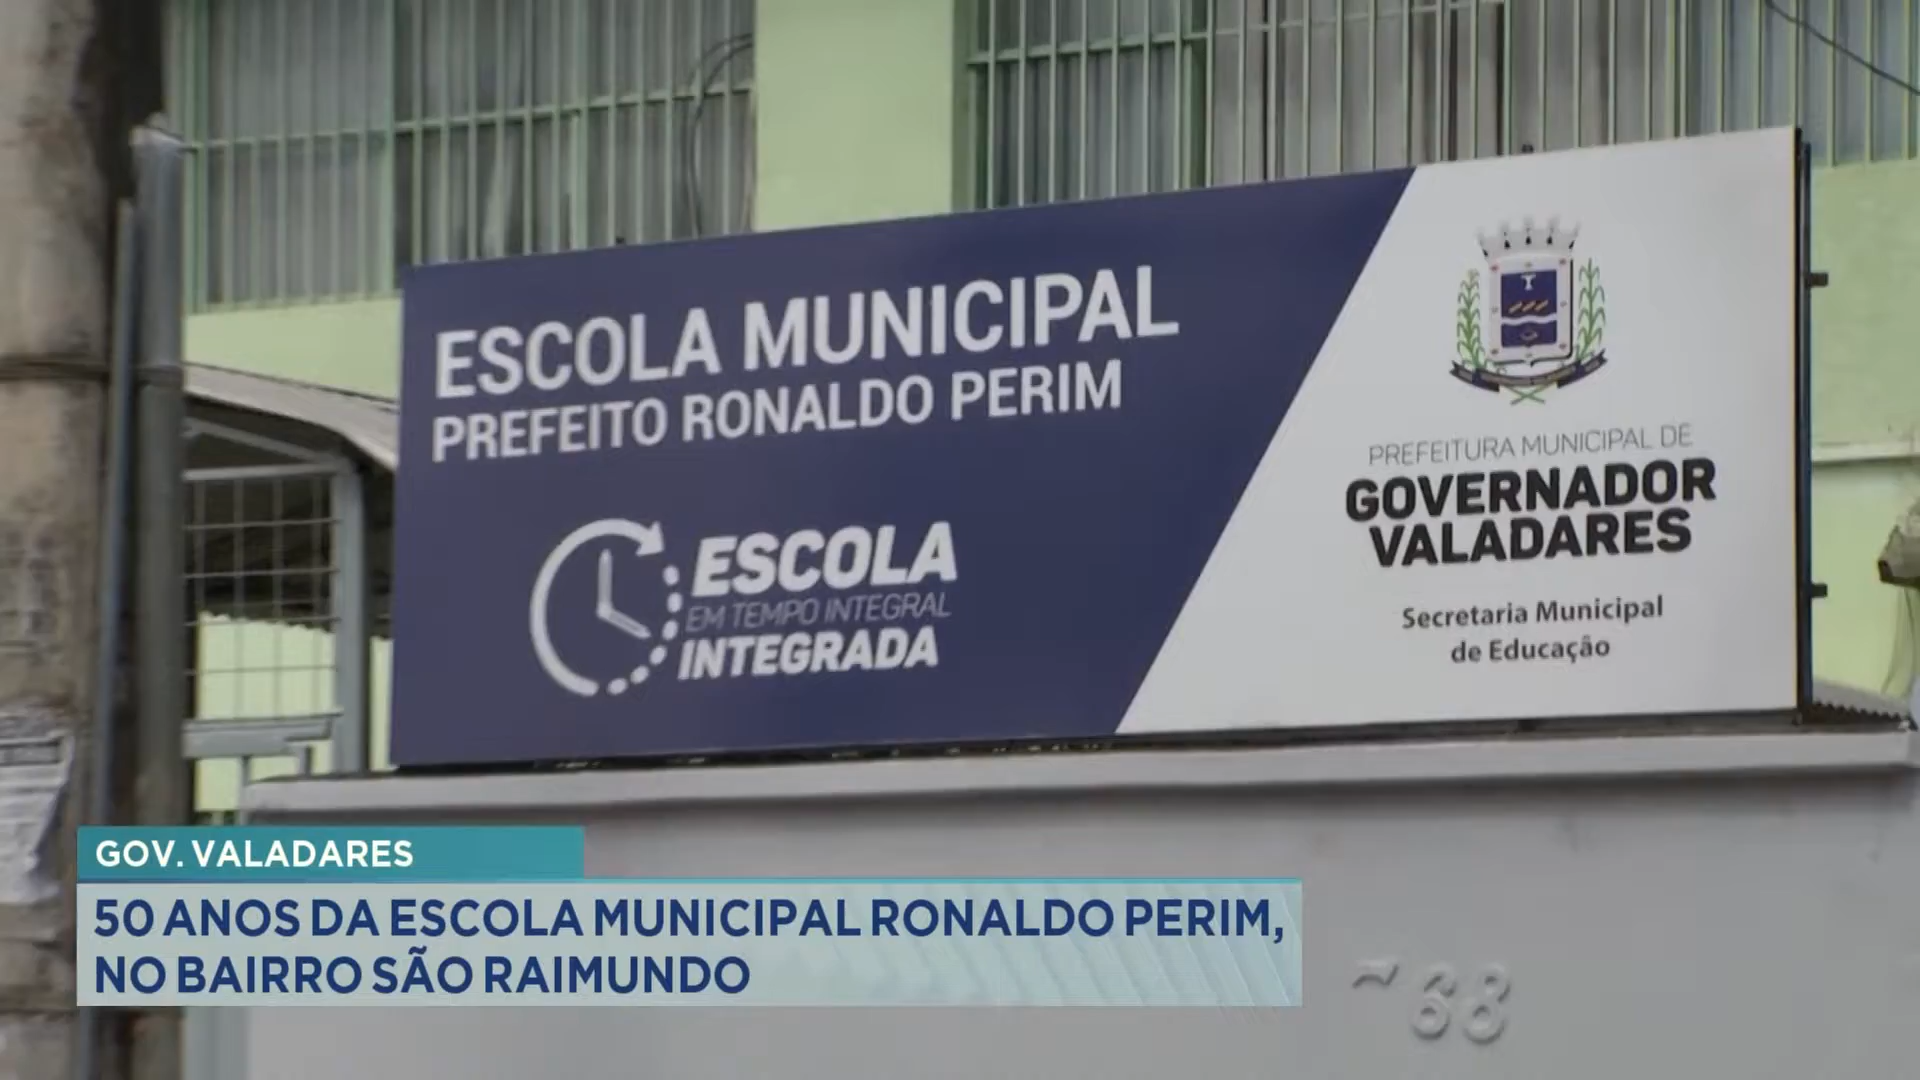 ESCOLA MUNICIPAL
PREFEITO RONALDO PERIM
ESCOLA
EM TEMPO INTEGRAL
INTEGRADA
PREFEITURA MUNICIPAL DE
GOVERNADOR
VALADARES
Secretaria Municipal
de Educação
GOV. VALADARES
50 ANOS DA ESCOLA MUNICIPAL RONALDO PERIM,
NO BAIRRO SÃO RAIMUNDO
68